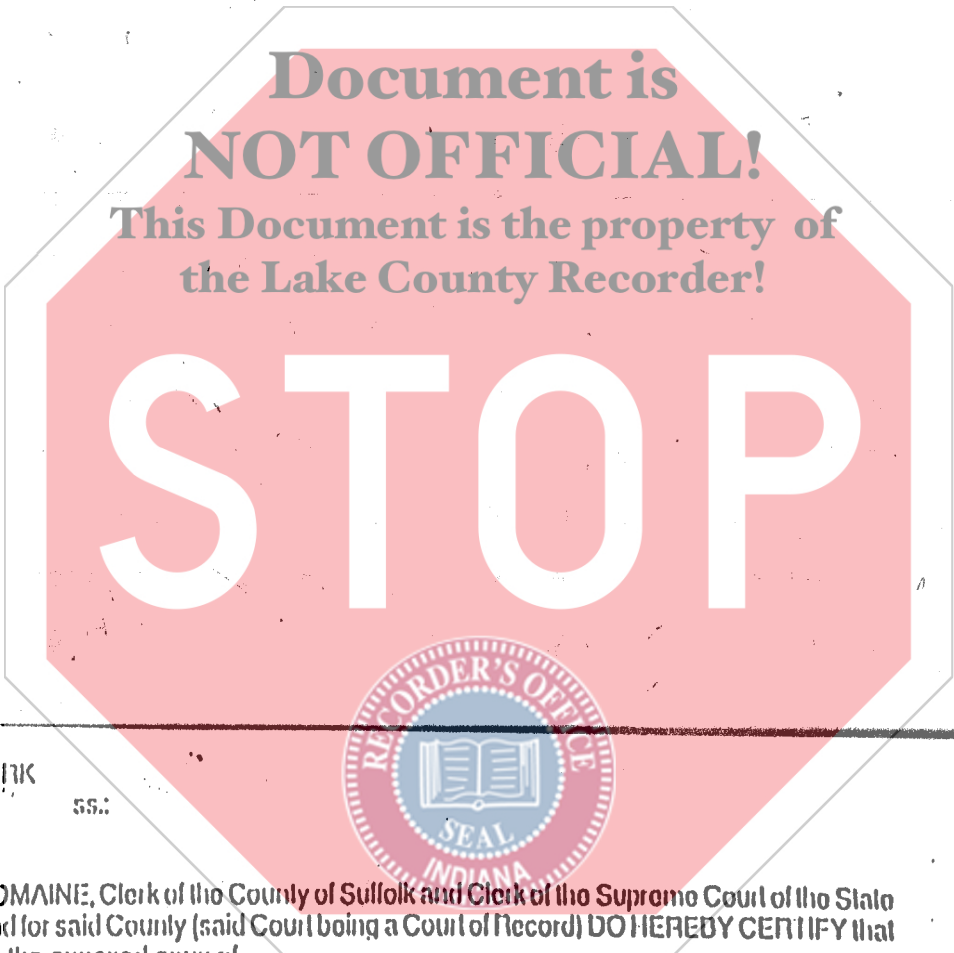 Document is
NOT OFFICIAL!
This Document is the property of
the Lake County Recorder!
STOP
RECORDER'S OFFICE
SEAL
INDIANA
ss.:
OMAINE, Clerk of the County of Suffolk and Clerk of the Supreme Court of the State
for said County (said Court being a Court of Record) DO HEREBY CERTIFY that